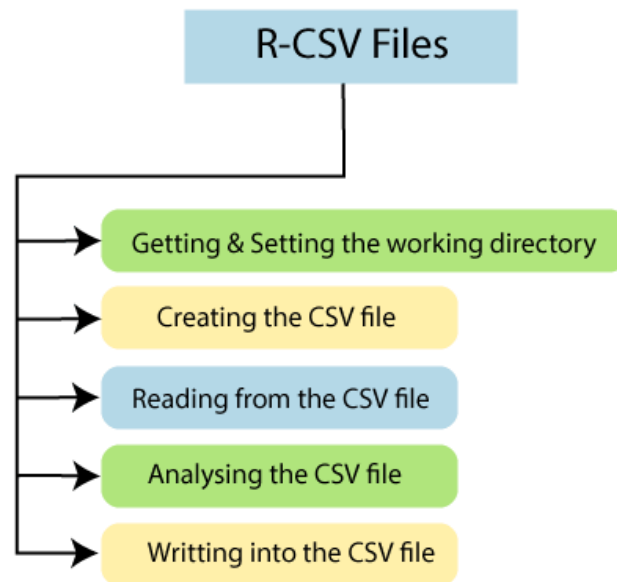 R-CSV Files
Getting & Setting the working directory
Creating the CSV file
Reading from the CSV file
Analysing the CSV file
Writting into the CSV file